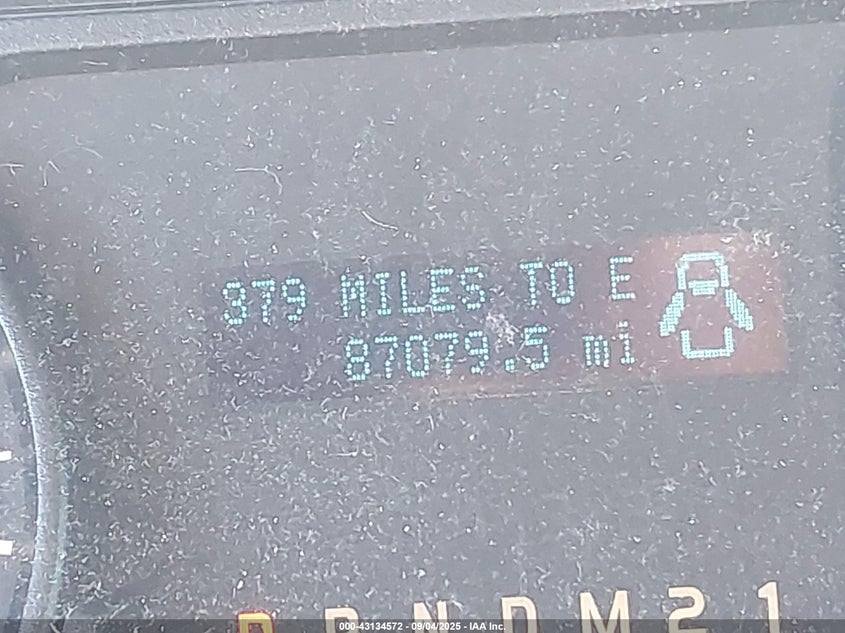 379 MILES TO E
87079.5 mi
P R N D M 2 1
000-43134572 - 09/04/2025 - IAA Inc.